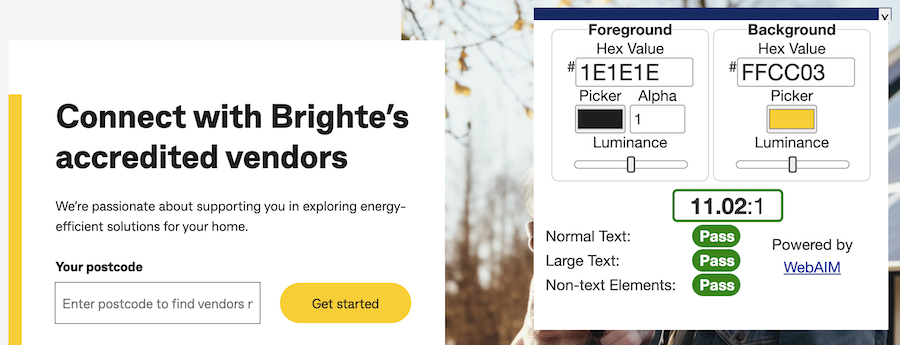 Connect with Brighte’s
accredited vendors
We’re passionate about supporting you in exploring energy-
efficient solutions for your home.
Your postcode
Enter postcode to find vendors r
Get started
Foreground
Hex Value
#1E1E1E
Picker Alpha
1
Luminance
Background
Hex Value
#FFCC03
Picker
Luminance
11.02:1
Normal Text: Pass
Large Text: Pass
Non-text Elements: Pass
Powered by
WebAIM